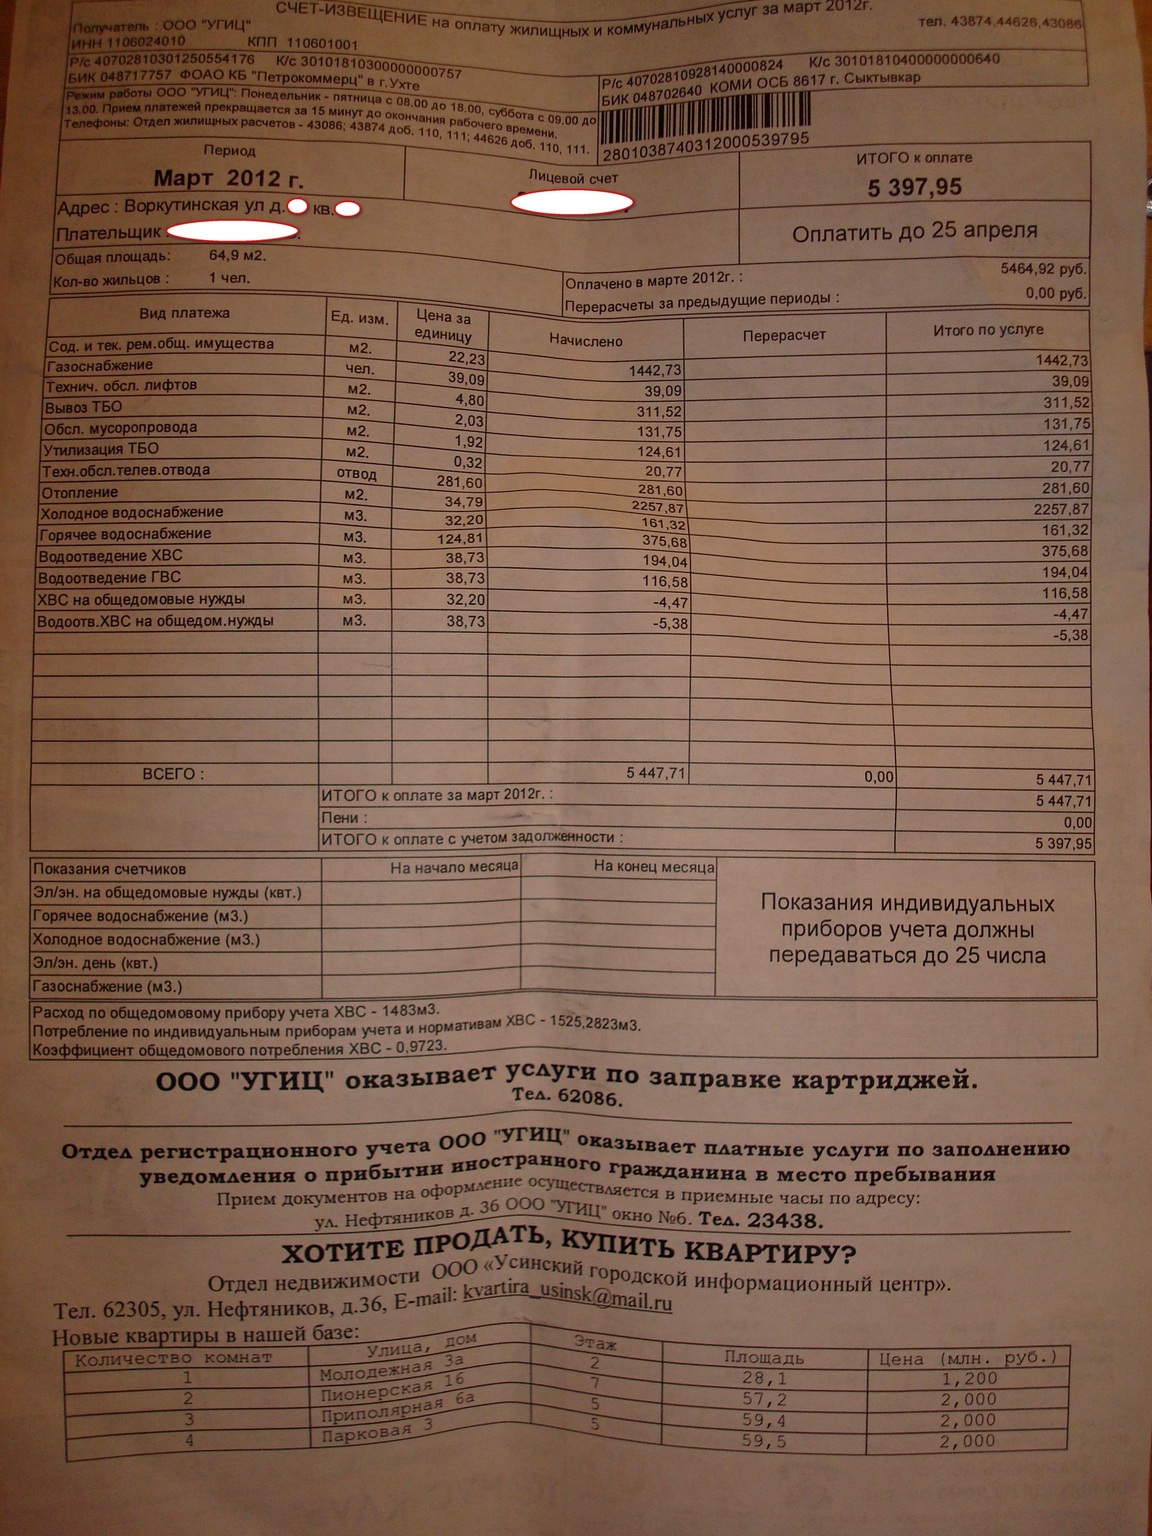 СЧЕТ-ИЗВЕЩЕНИЕ на оплату жилищных и коммунальных услуг за март 2012г.
Получатель : ООО "УГИЦ" тел. 43874,44626,43086
ИНН 1106024010 КПП 110601001
Р/с 40702810301250554176 К/с 30101810300000000757
БИК 048717757 ФОАО КБ "Петрокоммерц" в г.Ухте
Р/с 40702810928140000824 К/с 30101810400000000640
БИК 048702640 КОМИ ОСБ 8617 г. Сыктывкар
Режим работы ООО "УГИЦ": Понедельник - пятница с 08.00 до 18.00, суббота с 09.00 до
13.00. Прием платежей прекращается за 15 минут до окончания рабочего времени.
Телефоны: Отдел жилищных расчетов - 43086; 43874 доб. 110, 111; 44626 доб. 110, 111.
2801038740312000539795
Период Лицевой счет ИТОГО к оплате
Март 2012 г. 5 397,95
Адрес : Воркутинская ул д. кв.
Плательщик Оплатить до 25 апреля
Общая площадь: 64,9 м2.
Кол-во жильцов : 1 чел.
Оплачено в марте 2012г. : 5464,92 руб.
Перерасчеты за предыдущие периоды : 0,00 руб.
Вид платежа Ед. изм. Цена за единицу Начислено Перерасчет Итого по услуге
Сод. и тек. рем.общ. имущества м2. 22,23 1442,73 1442,73
Газоснабжение чел. 39,09 39,09 39,09
Технич. обсл. лифтов м2. 4,80 311,52 311,52
Вывоз ТБО м2. 2,03 131,75 131,75
Обсл. мусоропровода м2. 1,92 124,61 124,61
Утилизация ТБО м2. 0,32 20,77 20,77
Техн.обсл.телев.отвода отвод 281,60 281,60 281,60
Отопление м2. 34,79 2257,87 2257,87
Холодное водоснабжение м3. 32,20 161,32 161,32
Горячее водоснабжение м3. 124,81 375,68 375,68
Водоотведение ХВС м3. 38,73 194,04 194,04
Водоотведение ГВС м3. 38,73 116,58 116,58
ХВС на общедомовые нужды м3. 32,20 -4,47 -4,47
Водоотв.ХВС на общедом.нужды м3. 38,73 -5,38 -5,38
ВСЕГО : 5 447,71 0,00 5 447,71
ИТОГО к оплате за март 2012г. : 5 447,71
Пени : 0,00
ИТОГО к оплате с учетом задолженности : 5 397,95
Показания счетчиков На начало месяца На конец месяца
Эл/эн. на общедомовые нужды (квт.)
Горячее водоснабжение (м3.)
Холодное водоснабжение (м3.)
Эл/эн. день (квт.)
Газоснабжение (м3.)
Показания индивидуальных
приборов учета должны
передаваться до 25 числа
Расход по общедомовому прибору учета ХВС - 1483м3.
Потребление по индивидуальным приборам учета и нормативам ХВС - 1525,2823м3.
Коэффициент общедомового потребления ХВС - 0,9723.
ООО "УГИЦ" оказывает услуги по заправке картриджей.
Тел. 62086.
Отдел регистрационного учета ООО "УГИЦ" оказывает платные услуги по заполнению
уведомления о прибытии иностранного гражданина в место пребывания
Прием документов на оформление осуществляется в приемные часы по адресу:
ул. Нефтяников д. 36 ООО "УГИЦ" окно №6. Тел. 23438.
ХОТИТЕ ПРОДАТЬ, КУПИТЬ КВАРТИРУ?
Отдел недвижимости ООО «Усинский городской информационный центр».
Тел. 62305, ул. Нефтяников, д.36, E-mail: kvartira_usinsk@mail.ru
Новые квартиры в нашей базе:
Количество комнат Улица, дом Этаж Площадь Цена (млн. руб.)
1 Молодежная 3а 2 28,1 1,200
2 Пионерская 16 7 57,2 2,000
3 Приполярная 6а 5 59,4 2,000
4 Парковая 3 5 59,5 2,000